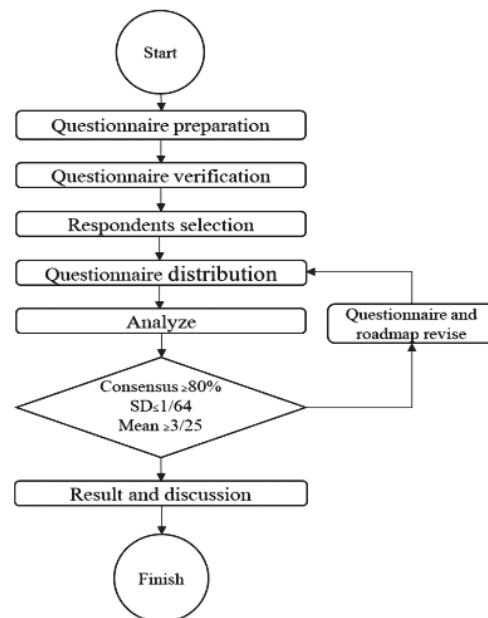 Start
Questionnaire preparation
Questionnaire verification
Respondents selection
Questionnaire distribution
Analyze
Questionnaire and
roadmap revise
Consensus ≥80%
SD≤1/64
Mean ≥3/25
Result and discussion
Finish